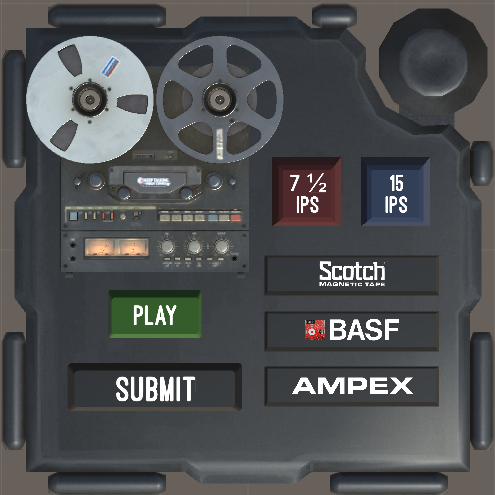 7 ½
IPS
15
IPS
Scotch
MAGNETIC TAPE
PLAY
BASF
SUBMIT
AMPEX